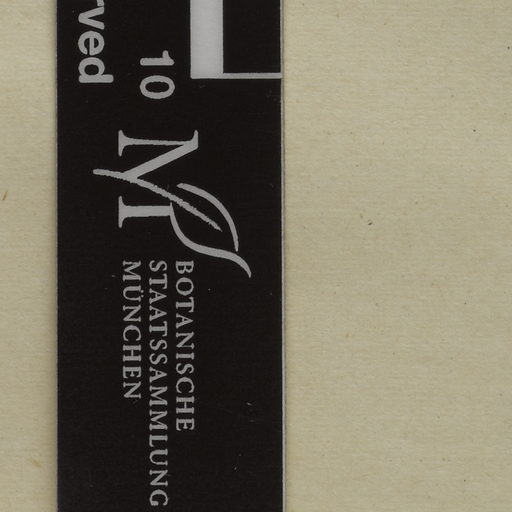 rved
10
BOTANISCHE
STAATSSAMMLUNG
MÜNCHEN